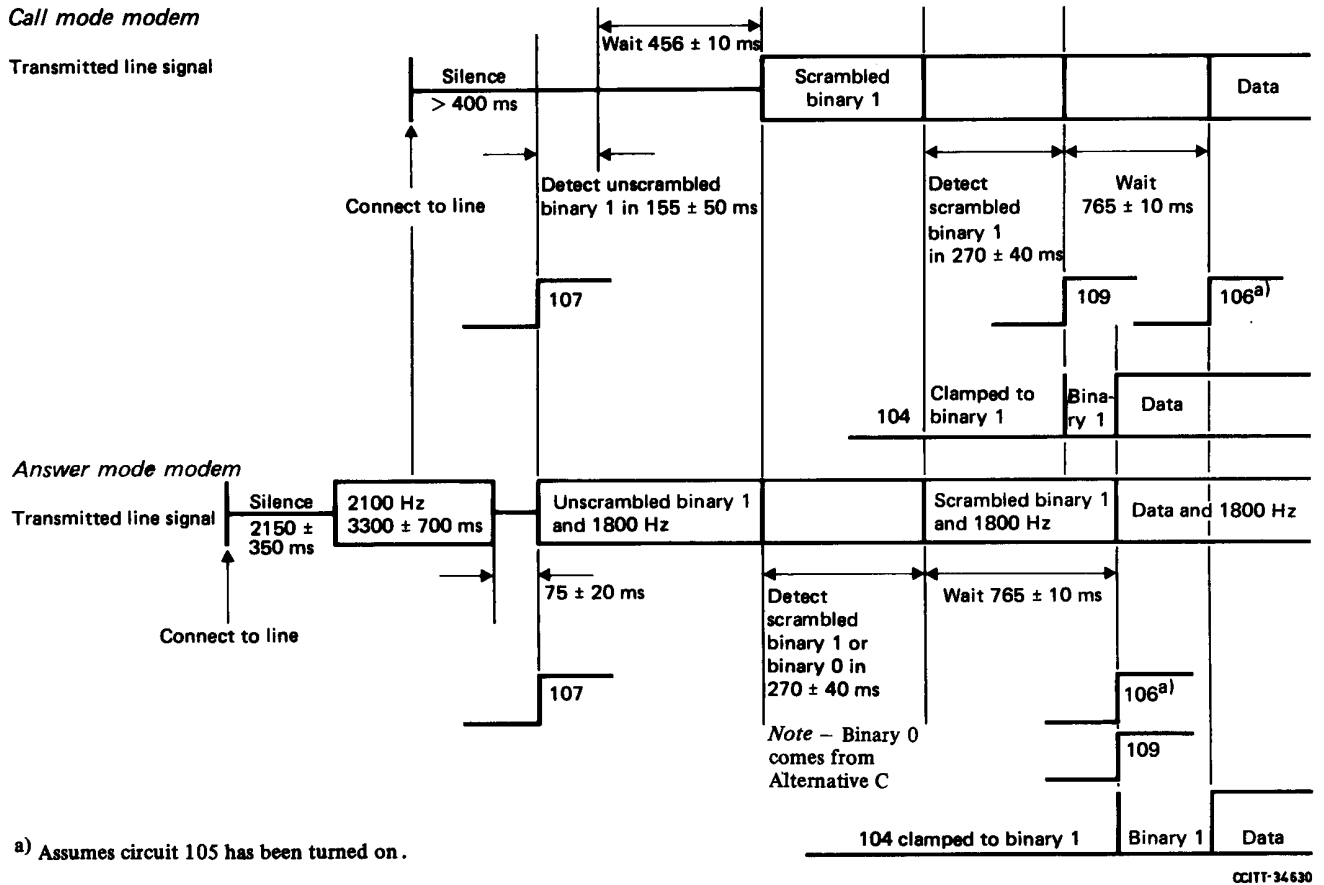 Call mode modem
Wait 456 ± 10 ms
Transmitted line signal
Silence
> 400 ms
Scrambled
binary 1
Data
Connect to line
Detect unscrambled
binary 1 in 155 ± 50 ms
Detect
scrambled
binary 1
in 270 ± 40 ms
Wait
765 ± 10 ms
107
109
106a)
104
Clamped to
binary 1
Bina-
ry 1
Data
Answer mode modem
Transmitted line signal
Silence
2150 ±
350 ms
2100 Hz
3300 ± 700 ms
Unscrambled binary 1
and 1800 Hz
Scrambled binary 1
and 1800 Hz
Data and 1800 Hz
75 ± 20 ms
Connect to line
Detect
scrambled
binary 1 or
binary 0 in
270 ± 40 ms
Wait 765 ± 10 ms
107
106a)
Note – Binary 0
comes from
Alternative C
109
104 clamped to binary 1
Binary 1
Data
a) Assumes circuit 105 has been turned on.
CCITT-34630